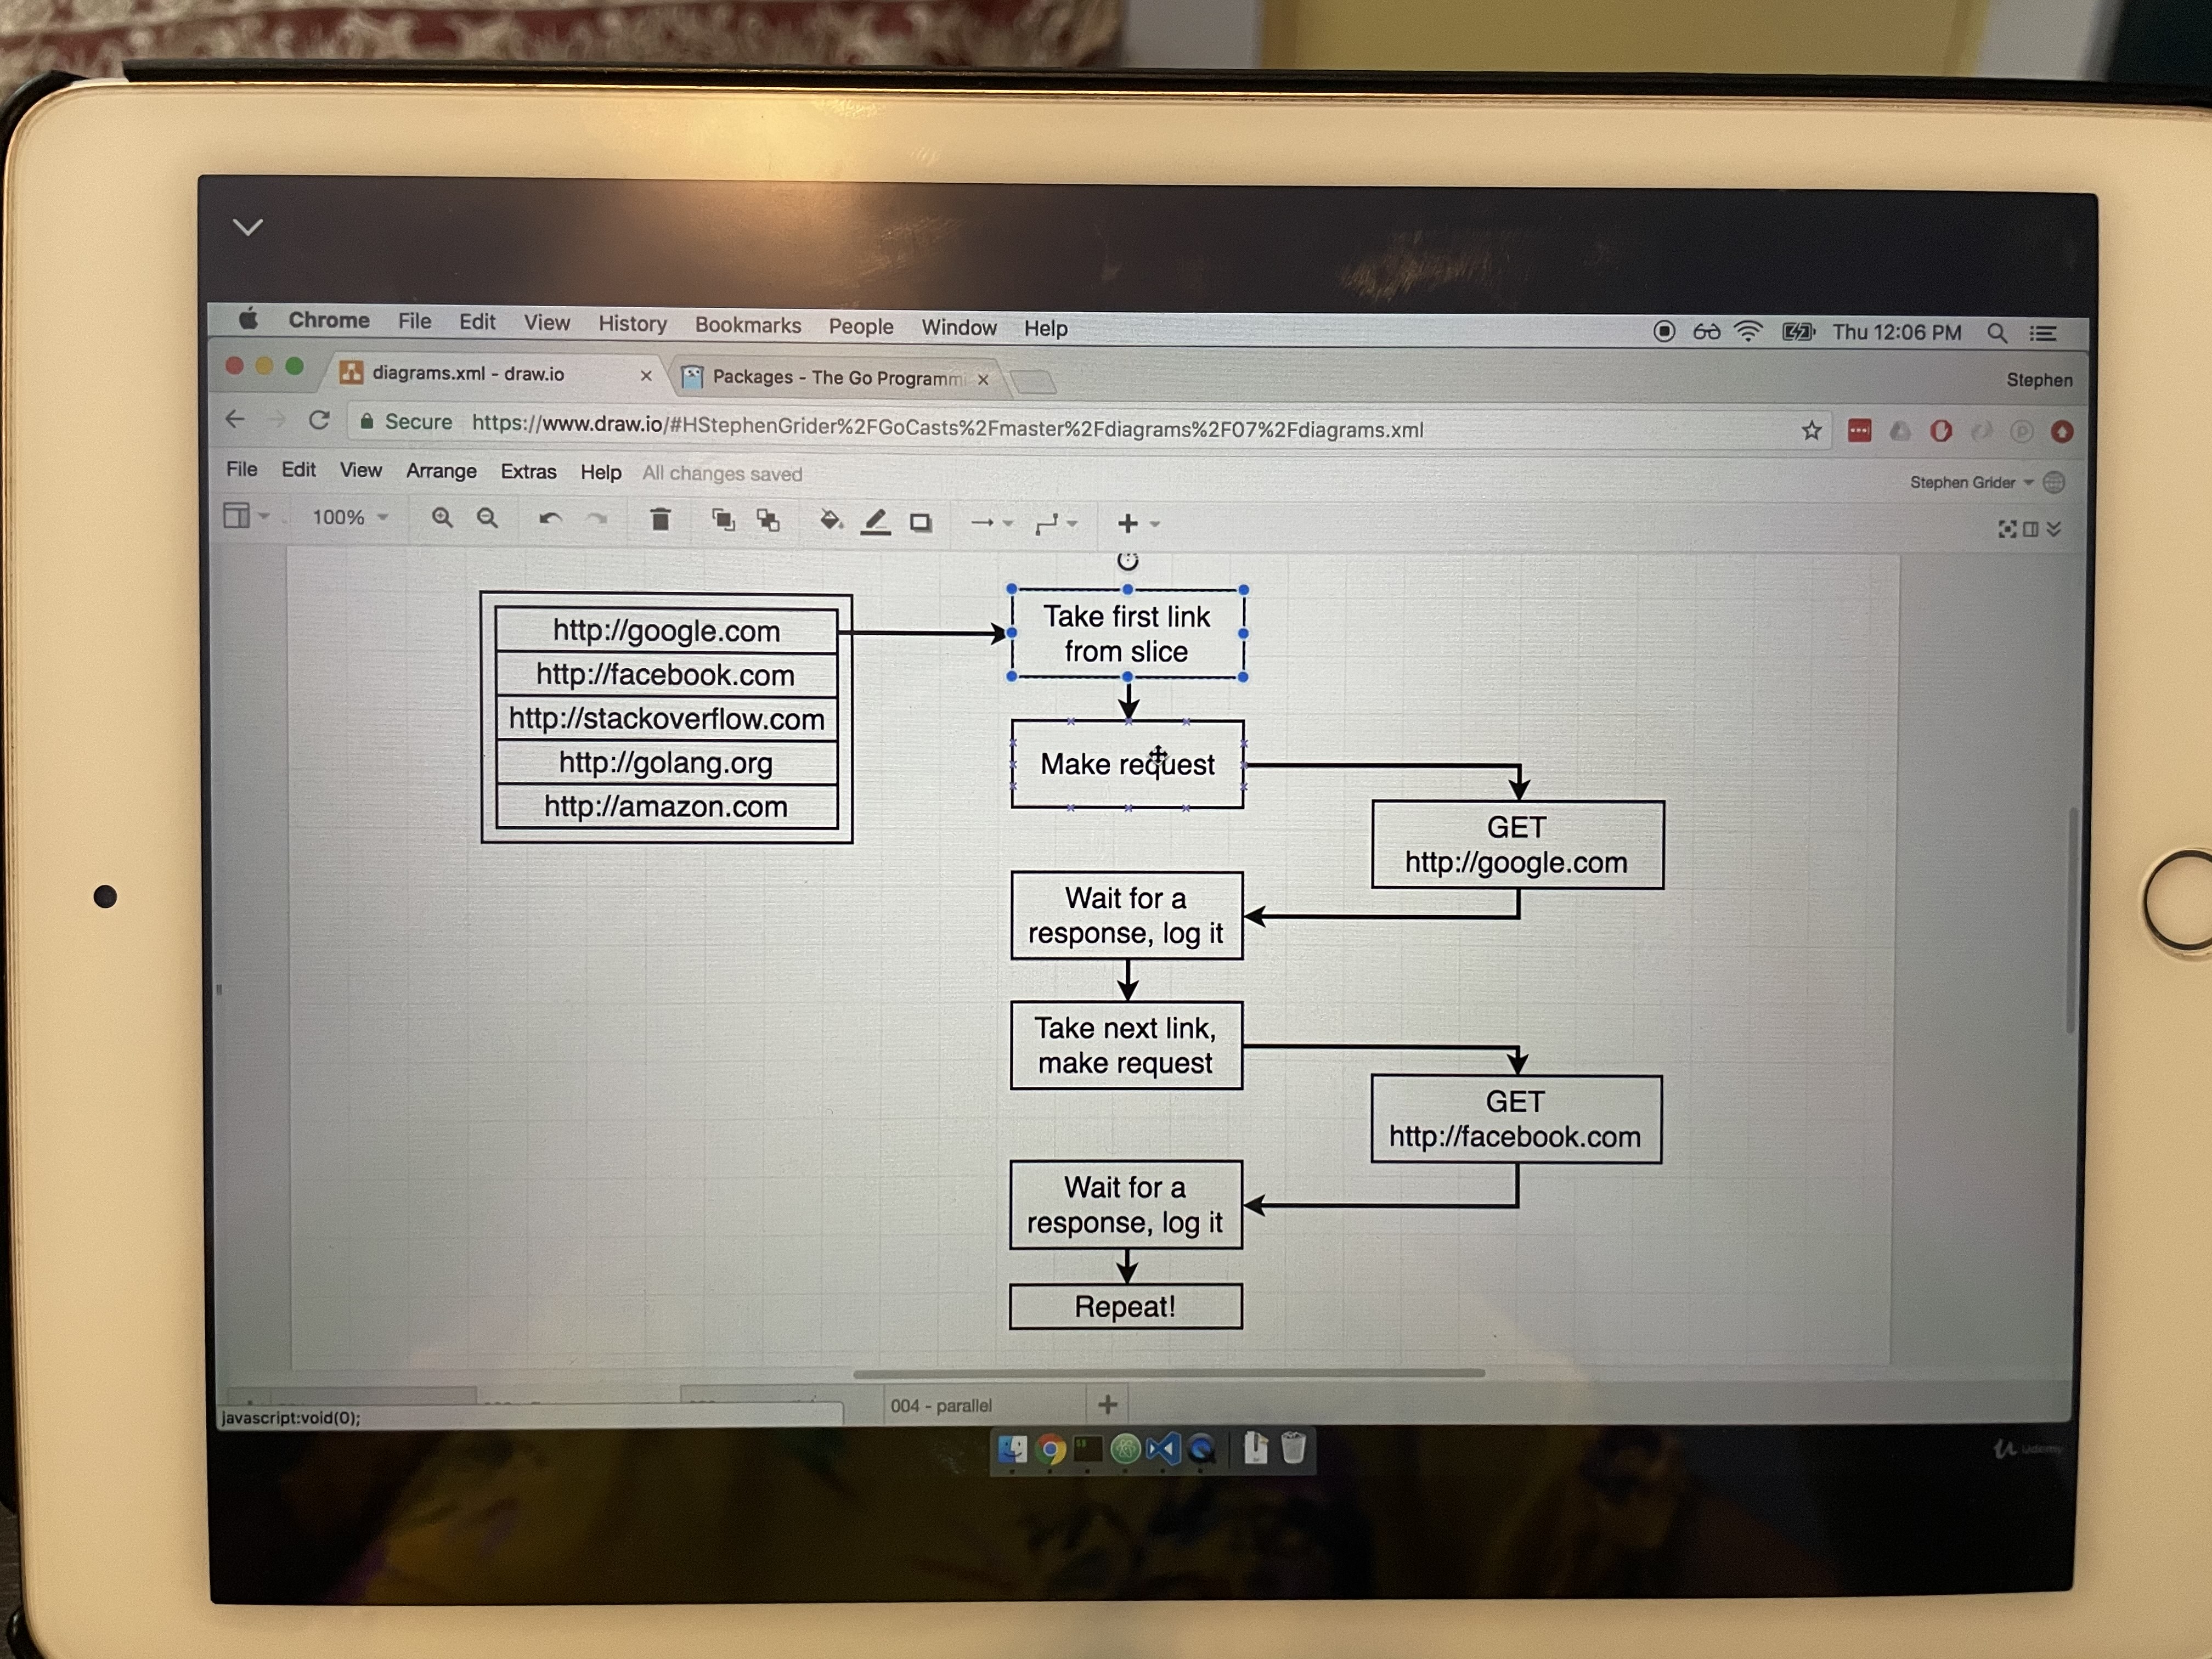 Chrome File Edit View History Bookmarks People Window Help Thu 12:06 PM
diagrams.xml - draw.io Packages - The Go Programmi Stephen
Secure https://www.draw.io/#HStephenGrider%2FGoCasts%2Fmaster%2Fdiagrams%2F07%2Fdiagrams.xml
File Edit View Arrange Extras Help All changes saved Stephen Grider
100%
http://google.com
http://facebook.com
http://stackoverflow.com
http://golang.org
http://amazon.com
Take first link
from slice
Make request
GET
http://google.com
Wait for a
response, log it
Take next link,
make request
GET
http://facebook.com
Wait for a
response, log it
Repeat!
004 - parallel
javascript:void(0);
Udemy